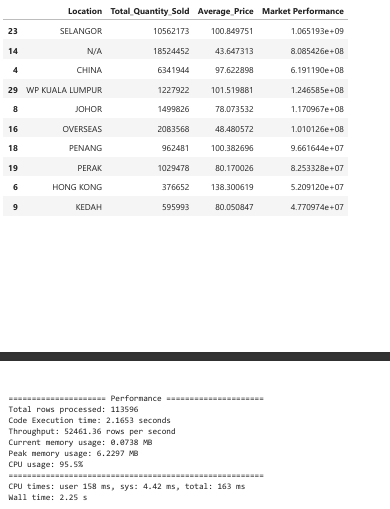 Location Total_Quantity_Sold Average_Price Market Performance
23 SELANGOR 10562173 100.849751 1.065193e+09
14 N/A 18524452 43.647313 8.085426e+08
4 CHINA 6341944 97.622898 6.191190e+08
29 WP KUALA LUMPUR 1227922 101.519881 1.246585e+08
8 JOHOR 1499826 78.073532 1.170967e+08
16 OVERSEAS 2083568 48.480572 1.010126e+08
18 PENANG 962481 100.382696 9.661644e+07
19 PERAK 1029478 80.170026 8.253328e+07
6 HONG KONG 376652 138.300619 5.209120e+07
9 KEDAH 595993 80.050847 4.770974e+07
===================== Performance =====================
Total rows processed: 113596
Code Execution time: 2.1653 seconds
Throughput: 52461.36 rows per second
Current memory usage: 0.0738 MB
Peak memory usage: 6.2297 MB
CPU usage: 95.5%
=======================================================
CPU times: user 158 ms, sys: 4.42 ms, total: 163 ms
Wall time: 2.25 s